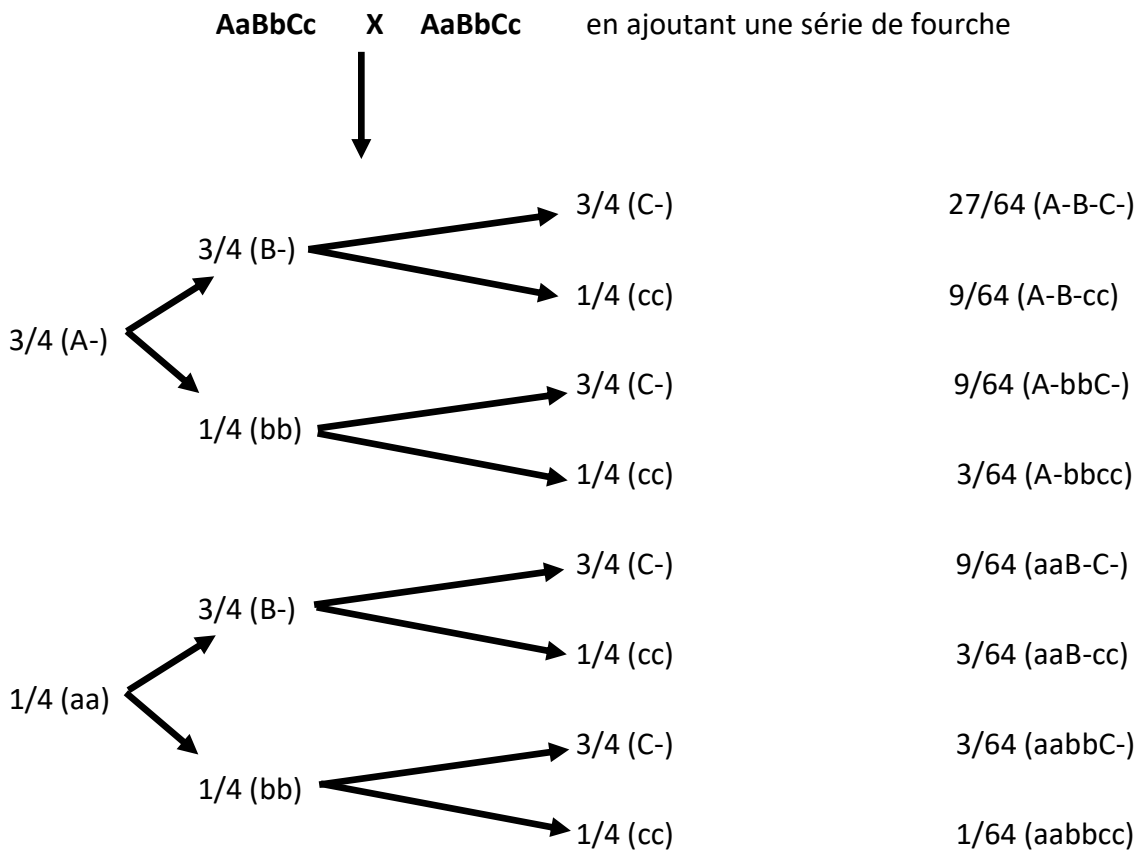 AaBbCc X AaBbCc en ajoutant une série de fourche
3/4 (C-) 27/64 (A-B-C-)
3/4 (B-)
1/4 (cc) 9/64 (A-B-cc)
3/4 (A-)
3/4 (C-) 9/64 (A-bbC-)
1/4 (bb)
1/4 (cc) 3/64 (A-bbcc)
3/4 (C-) 9/64 (aaB-C-)
3/4 (B-)
1/4 (cc) 3/64 (aaB-cc)
1/4 (aa)
3/4 (C-) 3/64 (aabbC-)
1/4 (bb)
1/4 (cc) 1/64 (aabbcc)